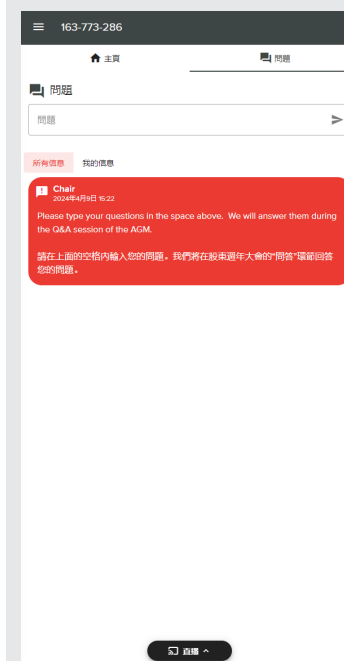 163-773-286
主頁
問題
問題
問題
所有信息 我的信息
Chair
2024年4月9日 15:22
Please type your questions in the space above. We will answer them during
the Q&A session of the AGM.
請在上面的空格内輸入您的問題。我們將在股東週年大會的"問答"環節回答
您的問題。
直播